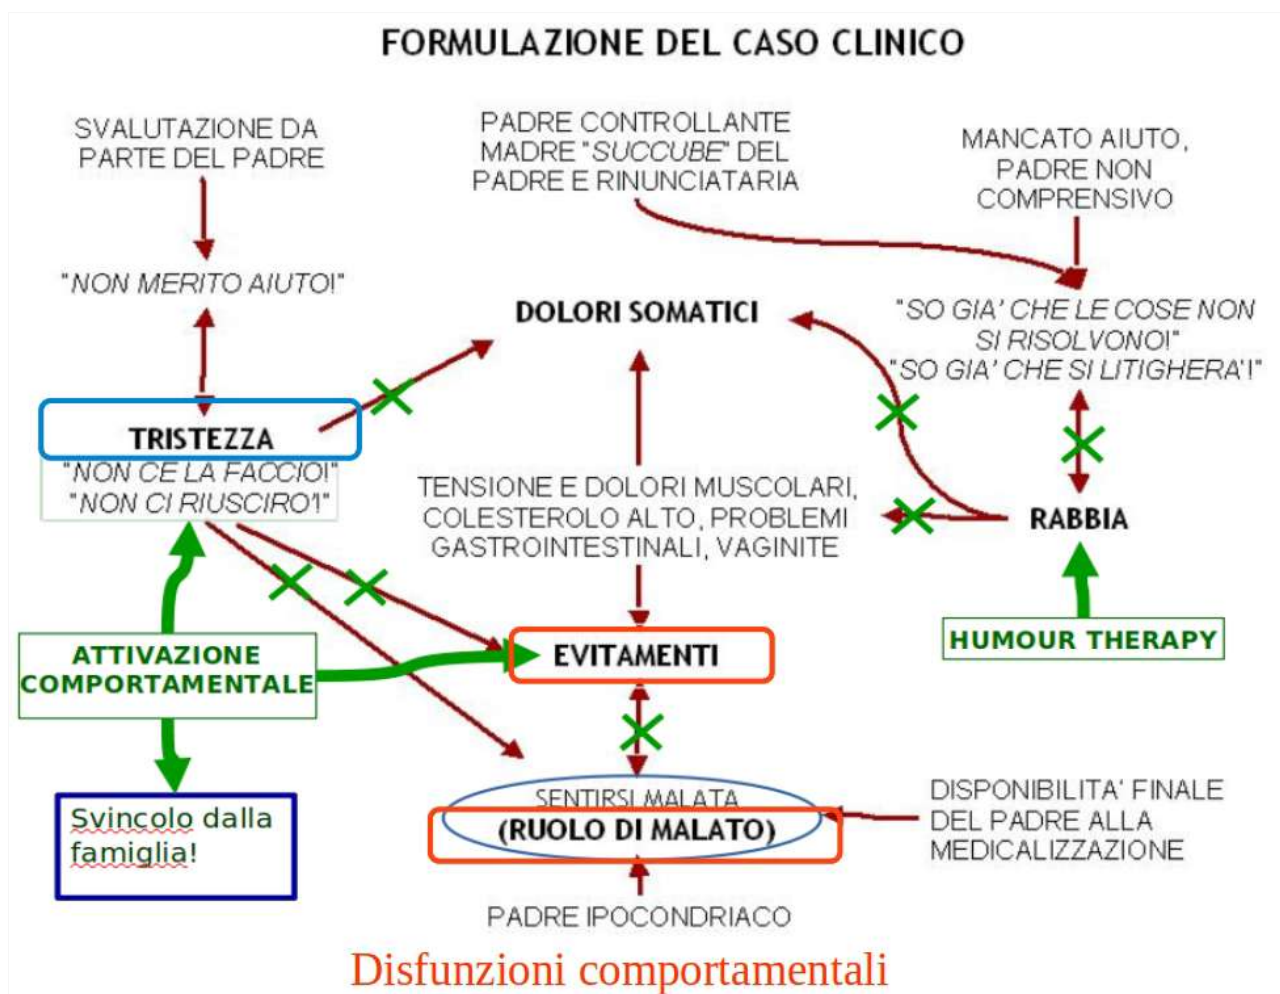 FORMULAZIONE DEL CASO CLINICO
SVALUTAZIONE DA
PARTE DEL PADRE
PADRE CONTROLLANTE
MADRE "SUCCUBE" DEL
PADRE E RINUNCIATARIA
MANCATO AIUTO,
PADRE NON
COMPRENSIVO
"NON MERITO AIUTO!"
DOLORI SOMATICI
"SO GIA' CHE LE COSE NON
SI RISOLVONO!"
"SO GIA' CHE SI LITIGHERA'!"
TRISTEZZA
"NON CE LA FACCIO!"
"NON CI RIUSCIRO'!"
TENSIONE E DOLORI MUSCOLARI,
COLESTEROLO ALTO, PROBLEMI
GASTROINTESTINALI, VAGINITE
RABBIA
ATTIVAZIONE
COMPORTAMENTALE
EVITAMENTI
HUMOUR THERAPY
Svincolo dalla
famiglia!
SENTIRSI MALATA
(RUOLO DI MALATO)
DISPONIBILITA' FINALE
DEL PADRE ALLA
MEDICALIZZAZIONE
PADRE IPOCONDRIACO
Disfunzioni comportamentali